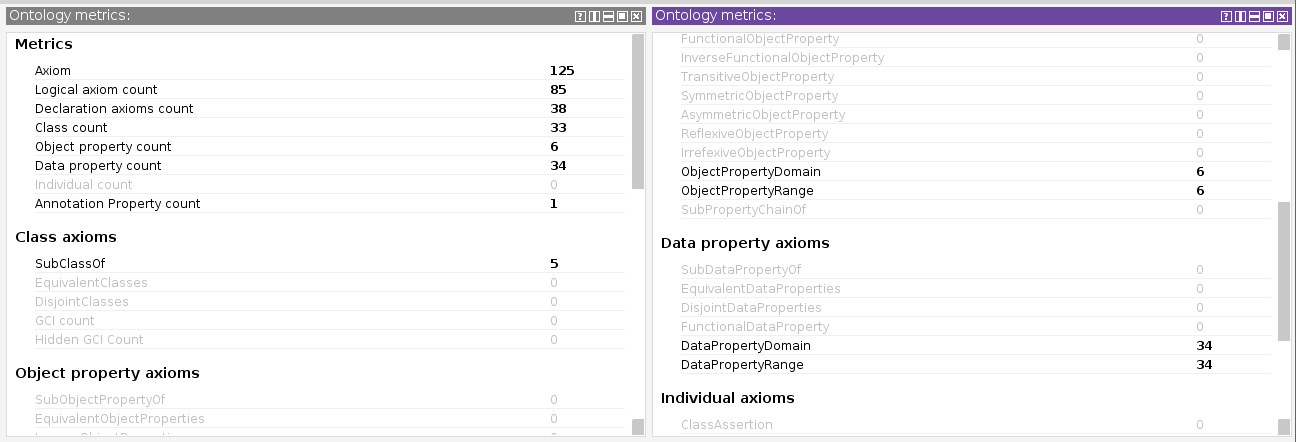 Ontology metrics:
Metrics
Axiom 125
Logical axiom count 85
Declaration axioms count 38
Class count 33
Object property count 6
Data property count 34
Individual count 0
Annotation Property count 1
Class axioms
SubClassOf 5
EquivalentClasses 0
DisjointClasses 0
GCI count 0
Hidden GCI Count 0
Object property axioms
SubObjectPropertyOf 0
EquivalentObjectProperties 0
Ontology metrics:
FunctionalObjectProperty 0
InverseFunctionalObjectProperty 0
TransitiveObjectProperty 0
SymmetricObjectProperty 0
AsymmetricObjectProperty 0
ReflexiveObjectProperty 0
IrrefexiveObjectProperty 0
ObjectPropertyDomain 6
ObjectPropertyRange 6
SubPropertyChainOf 0
Data property axioms
SubDataPropertyOf 0
EquivalentDataProperties 0
DisjointDataProperties 0
FunctionalDataProperty 0
DataPropertyDomain 34
DataPropertyRange 34
Individual axioms
ClassAssertion 0